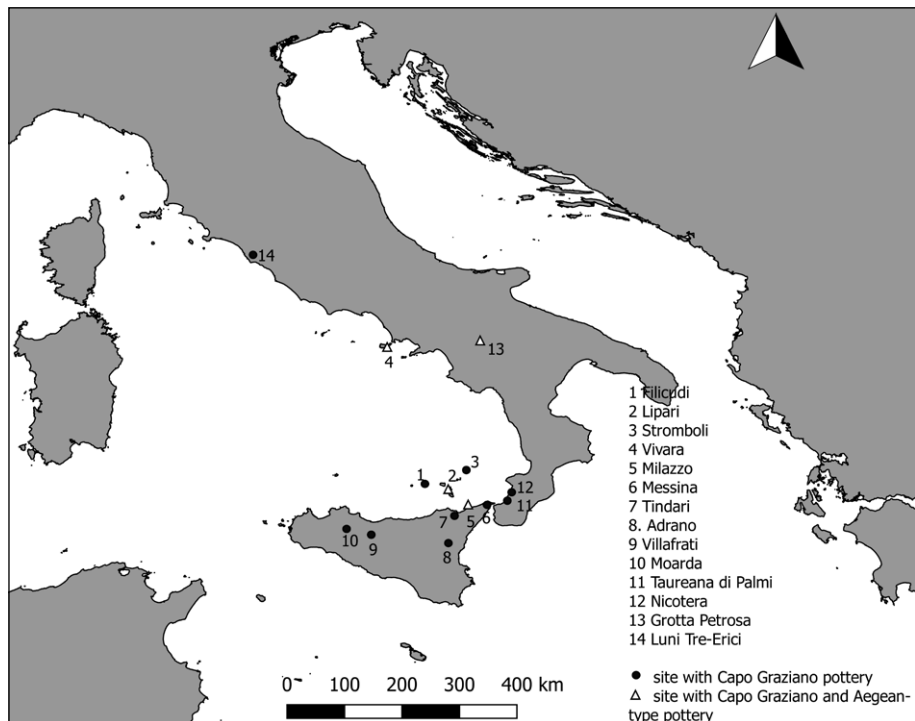 14
4
13
1 Filicudi
2 Lipari
3 Stromboli
4 Vivara
5 Milazzo
6 Messina
7 Tindari
8. Adrano
9 Villafrati
10 Moarda
11 Taureana di Palmi
12 Nicotera
13 Grotta Petrosa
14 Luni Tre-Erici
1
2
3
12
11
7
5
6
10
9
8
site with Capo Graziano pottery
site with Capo Graziano and Aegean-
type pottery
0 100 200 300 400 km